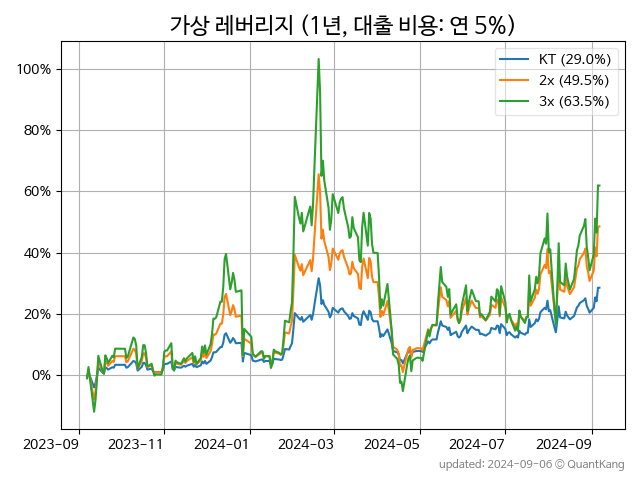 가상 레버리지 (1년, 대출 비용: 연 5%)
KT (29.0%)
2x (49.5%)
3x (63.5%)
100%
80%
60%
40%
20%
0%
2023-09 2023-11 2024-01 2024-03 2024-05 2024-07 2024-09
updated: 2024-09-06 © QuantKang